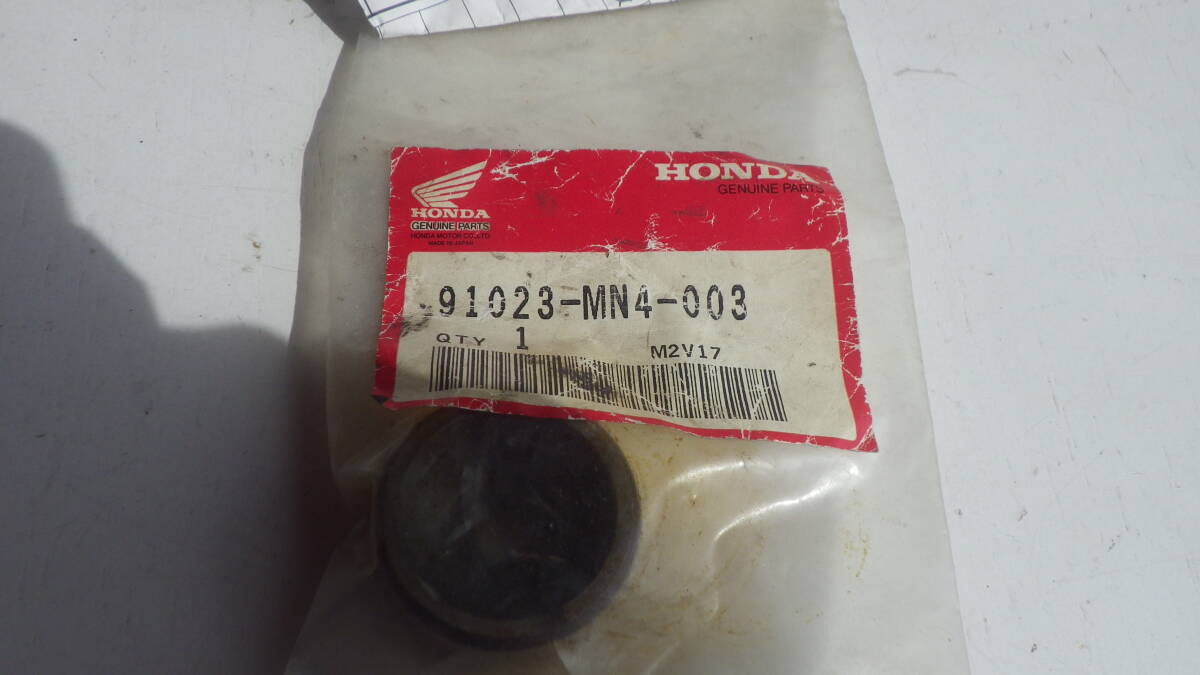 HONDA
GENUINE PARTS
HONDA MOTOR CO.,LTD
MADE IN JAPAN
HONDA
GENUINE PARTS
91023-MN4-003
QTY 1 M2V17